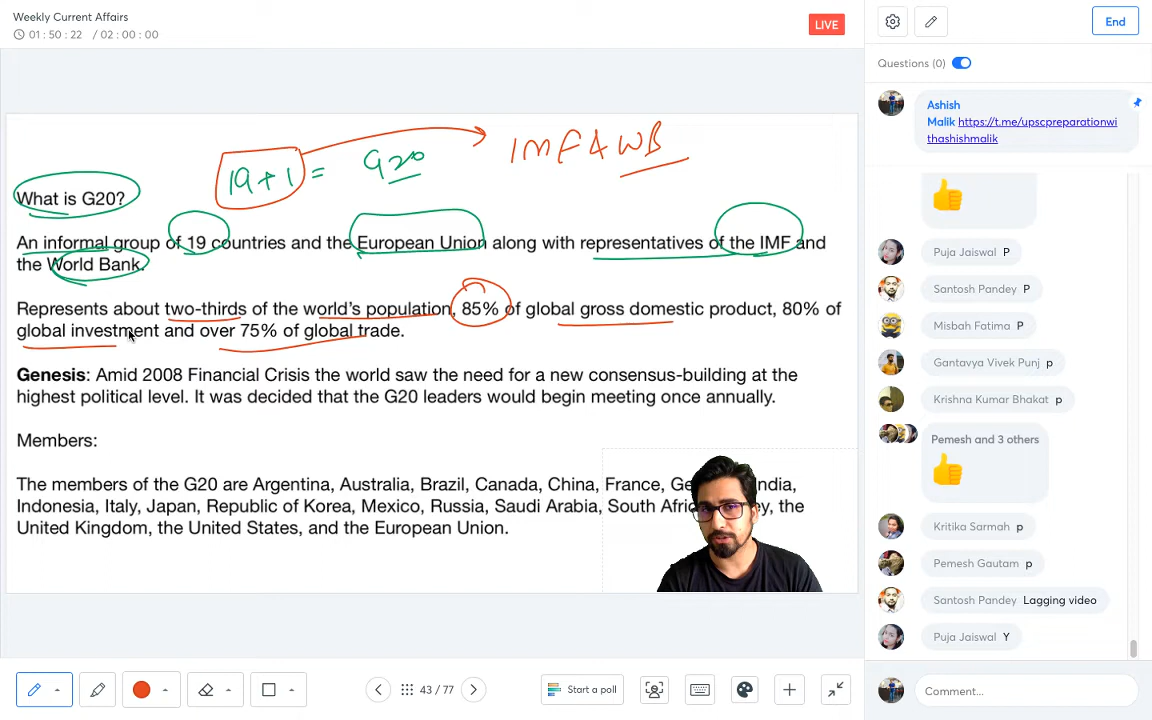 Weekly Current Affairs
01 : 50 : 22 / 02 : 00 : 00
LIVE
End
Questions (0)
Ashish
Malik https://t.me/upscpreparationwi
thashishmalik
19+1 = G20
IMF & WB
What is G20?
An informal group of 19 countries and the European Union along with representatives of the IMF and
the World Bank.
Represents about two-thirds of the world's population, 85% of global gross domestic product, 80% of
global investment and over 75% of global trade.
Genesis: Amid 2008 Financial Crisis the world saw the need for a new consensus-building at the
highest political level. It was decided that the G20 leaders would begin meeting once annually.
Members:
The members of the G20 are Argentina, Australia, Brazil, Canada, China, France,
Indonesia, Italy, Japan, Republic of Korea, Mexico, Russia, Saudi Arabia, South the
United Kingdom, the United States, and the European Union.
Puja Jaiswal P
Santosh Pandey P
Misbah Fatima P
Gantavya Vivek Punj p
Krishna Kumar Bhakat p
Pemesh and 3 others
Kritika Sarmah p
Pemesh Gautam p
Santosh Pandey Lagging video
Puja Jaiswal Y
43 / 77
Start a poll
Comment...